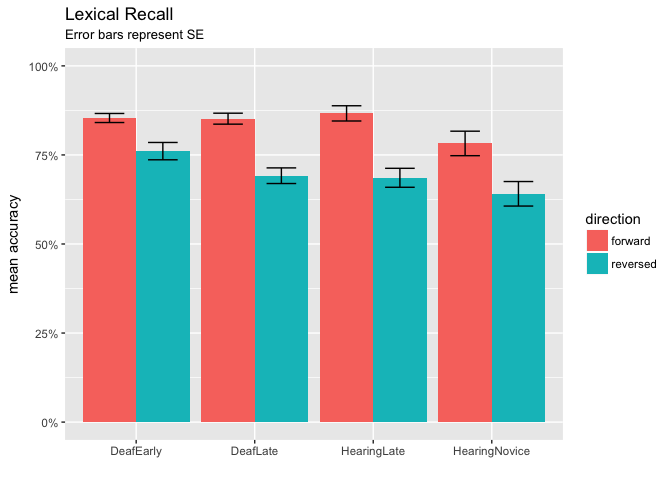 Lexical Recall
Error bars represent SE
100%
75%
50%
25%
0%
mean accuracy
DeafEarly
DeafLate
HearingLate
HearingNovice
direction
forward
reversed